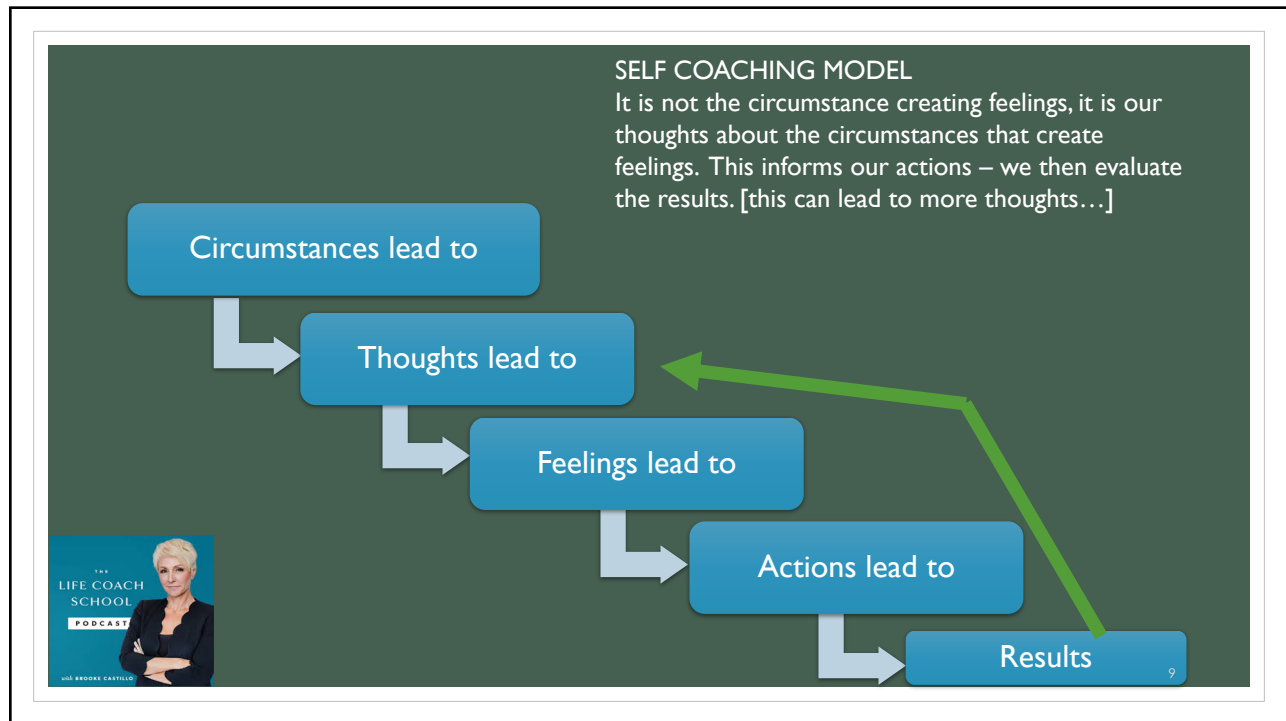 SELF COACHING MODEL
It is not the circumstance creating feelings, it is our
thoughts about the circumstances that create
feelings. This informs our actions – we then evaluate
the results. [this can lead to more thoughts…]
Circumstances lead to
Thoughts lead to
Feelings lead to
Actions lead to
Results
THE
LIFE COACH
SCHOOL
PODCAST
with BROOKE CASTILLO
9